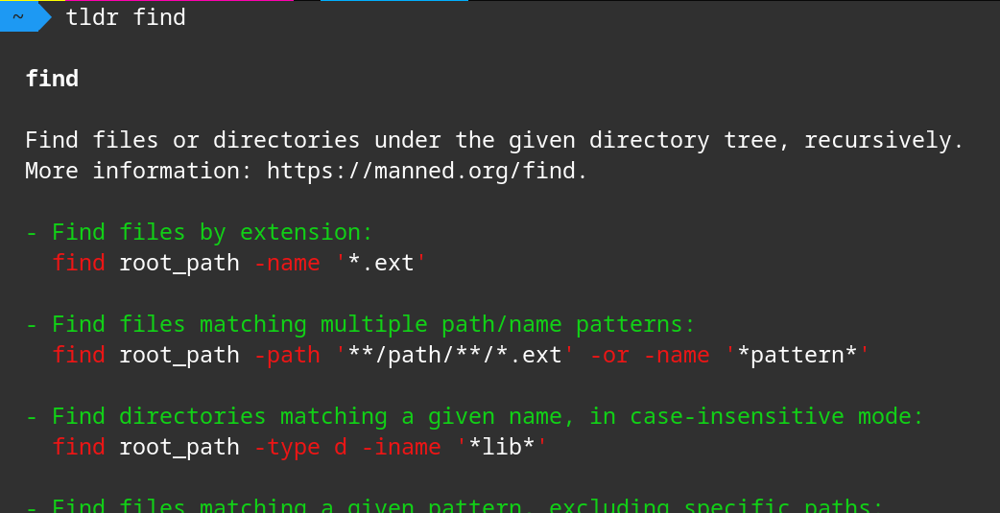 ~ tldr find
find
Find files or directories under the given directory tree, recursively.
More information: https://manned.org/find.
- Find files by extension:
find root_path -name '*.ext'
- Find files matching multiple path/name patterns:
find root_path -path '**/path/**/*.ext' -or -name '*pattern*'
- Find directories matching a given name, in case-insensitive mode:
find root_path -type d -iname '*lib*'
- Find files matching a given pattern, excluding specific paths: